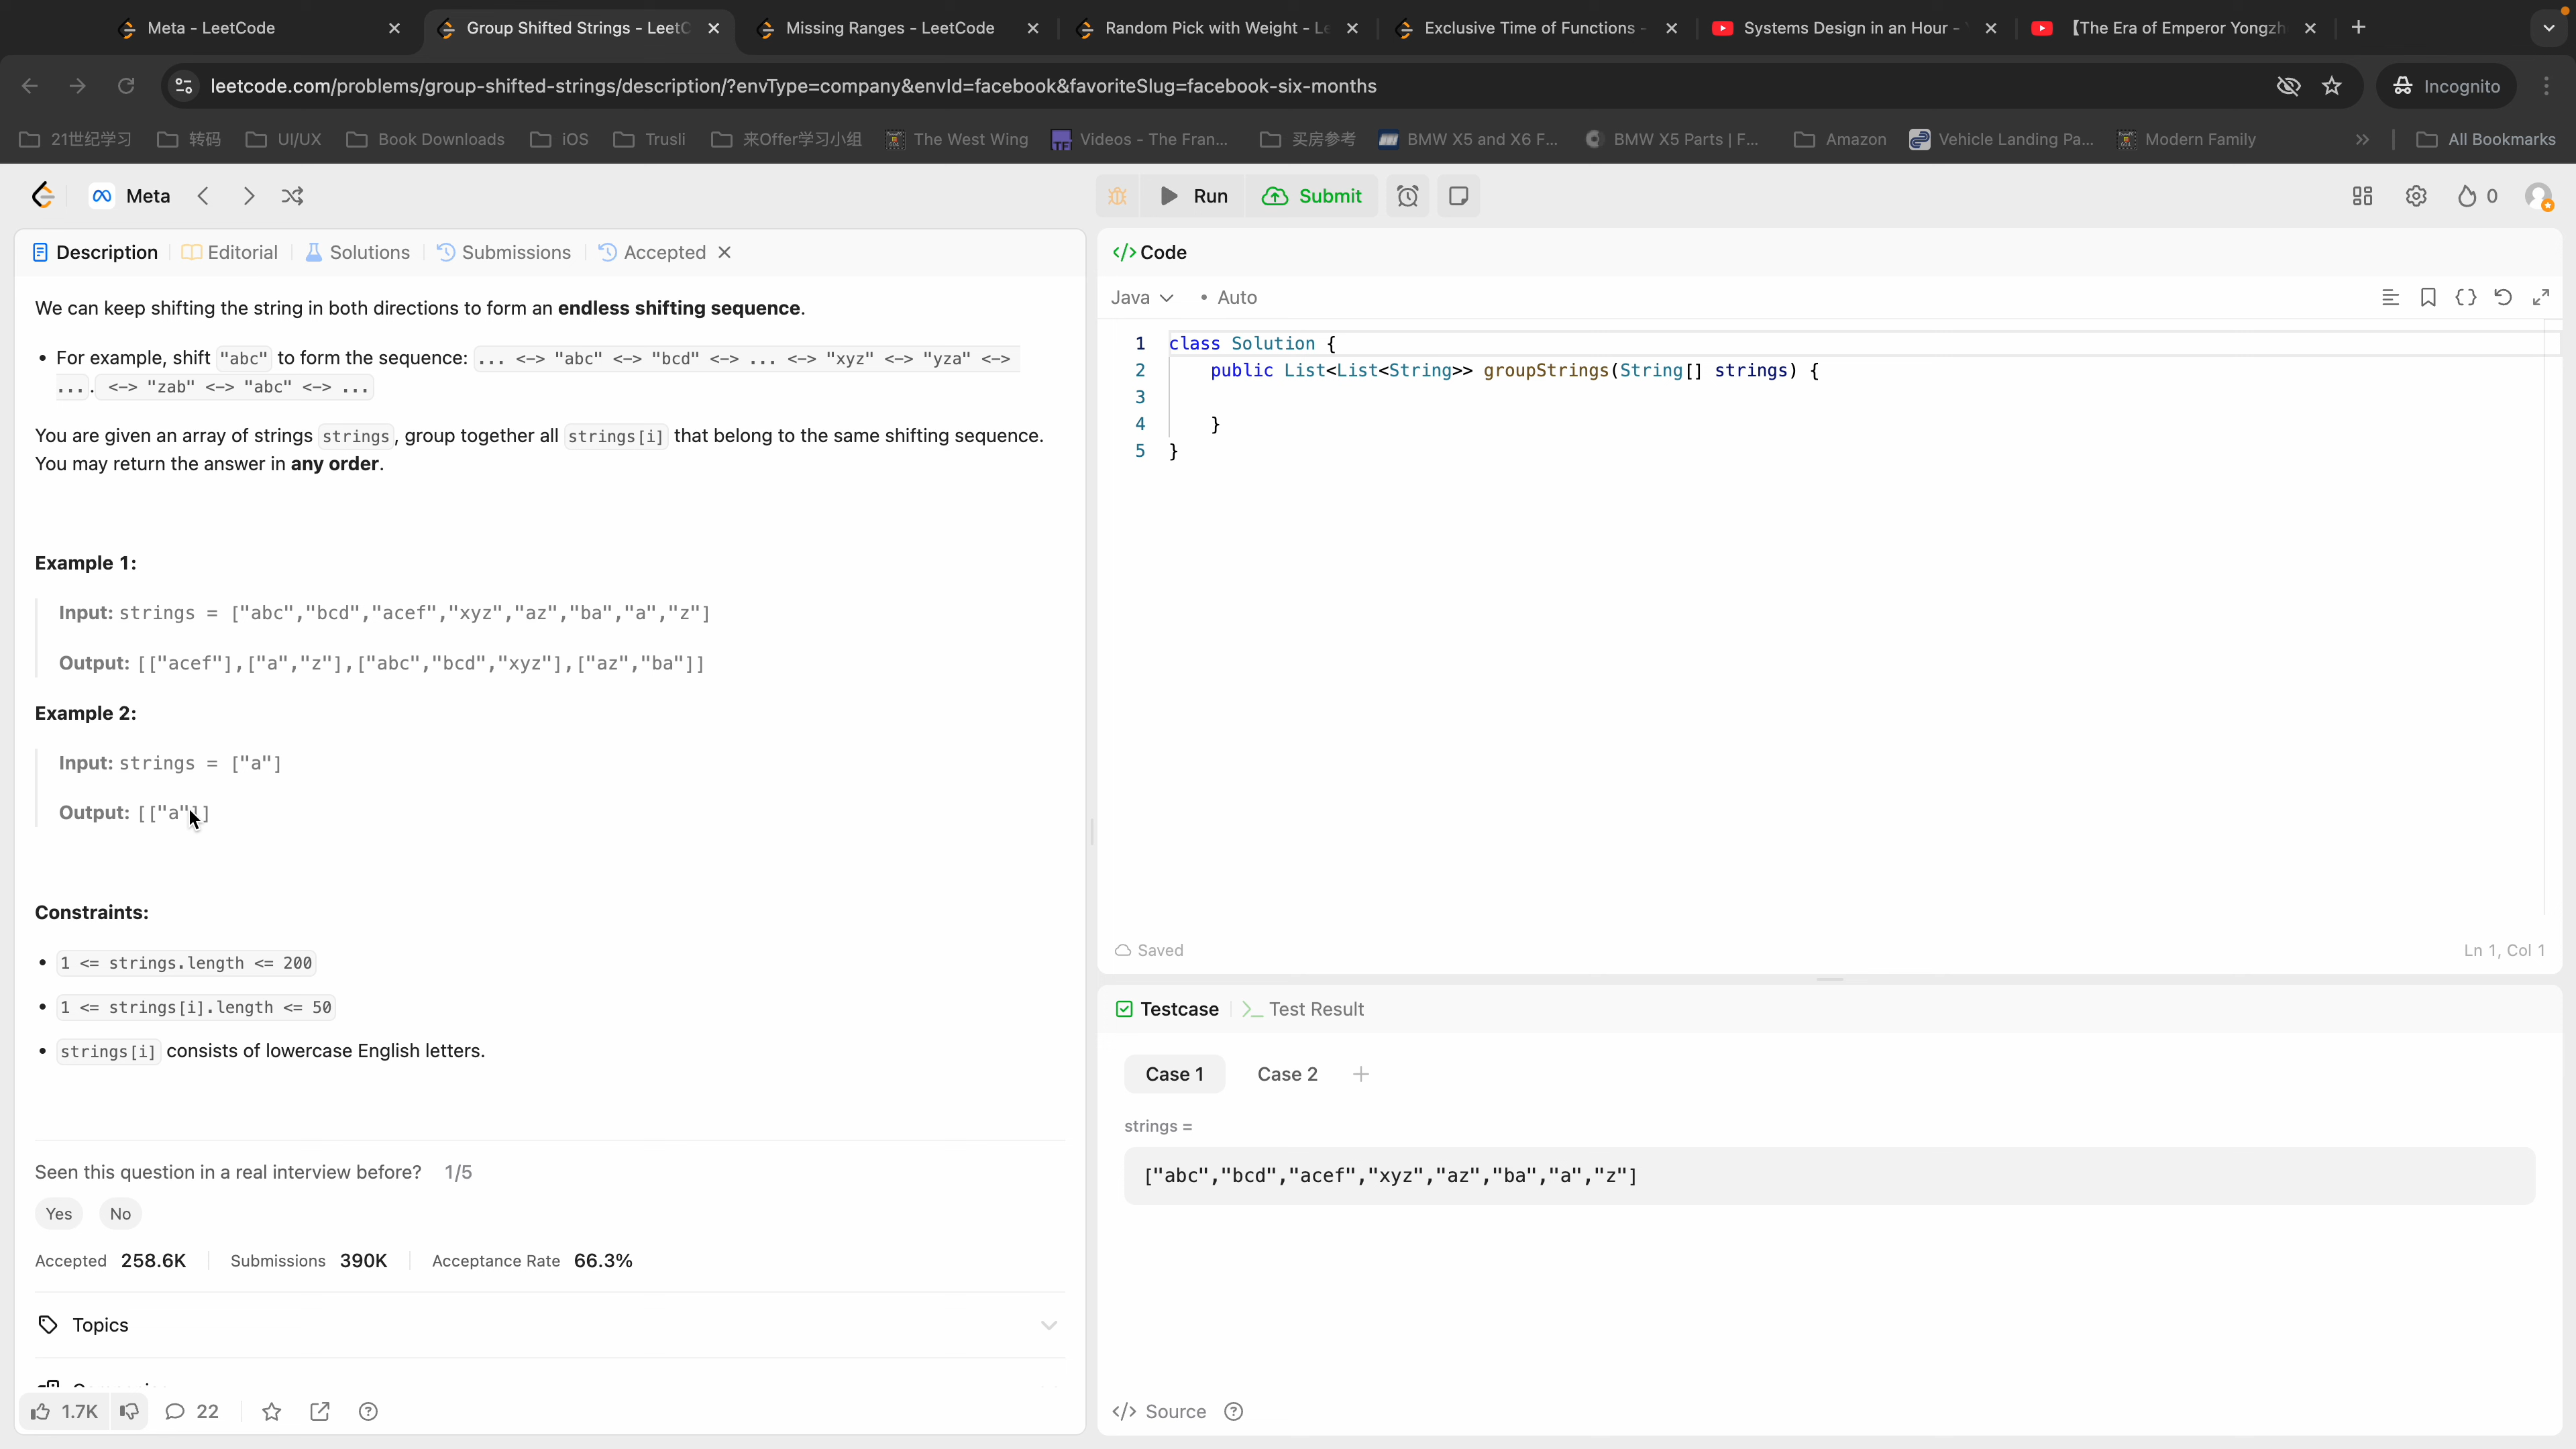 Meta - LeetCode
Group Shifted Strings - LeetC
Missing Ranges - LeetCode
Random Pick with Weight - Le
Exclusive Time of Functions -
Systems Design in an Hour -
【The Era of Emperor Yongzh
leetcode.com/problems/group-shifted-strings/description/?envType=company&envId=facebook&favoriteSlug=facebook-six-months
Incognito
21世纪学习
转码
UI/UX
Book Downloads
iOS
Trusli
来Offer学习小组
The West Wing
Videos - The Fran...
买房参考
BMW X5 and X6 F...
BMW X5 Parts | F...
Amazon
Vehicle Landing Pa...
Modern Family
All Bookmarks
Meta
Run
Submit
0
Description
Editorial
Solutions
Submissions
Accepted
We can keep shifting the string in both directions to form an endless shifting sequence.
• For example, shift "abc" to form the sequence: ... <-> "abc" <-> "bcd" <-> ... <-> "xyz" <-> "yza" <->
.... <-> "zab" <-> "abc" <-> ...
You are given an array of strings strings, group together all strings[i] that belong to the same shifting sequence.
You may return the answer in any order.
Example 1:
Input: strings = ["abc","bcd","acef","xyz","az","ba","a","z"]
Output: [["acef"],["a","z"],["abc","bcd","xyz"],["az","ba"]]
Example 2:
Input: strings = ["a"]
Output: [["a"]]
Constraints:
• 1 <= strings.length <= 200
• 1 <= strings[i].length <= 50
• strings[i] consists of lowercase English letters.
Seen this question in a real interview before? 1/5
Yes
No
Accepted 258.6K
Submissions 390K
Acceptance Rate 66.3%
Topics
1.7K
22
Code
Java
• Auto
1 class Solution {
2 public List<List<String>> groupStrings(String[] strings) {
3
4 }
5 }
Saved
Ln 1, Col 1
Testcase
Test Result
Case 1
Case 2
strings =
["abc","bcd","acef","xyz","az","ba","a","z"]
Source